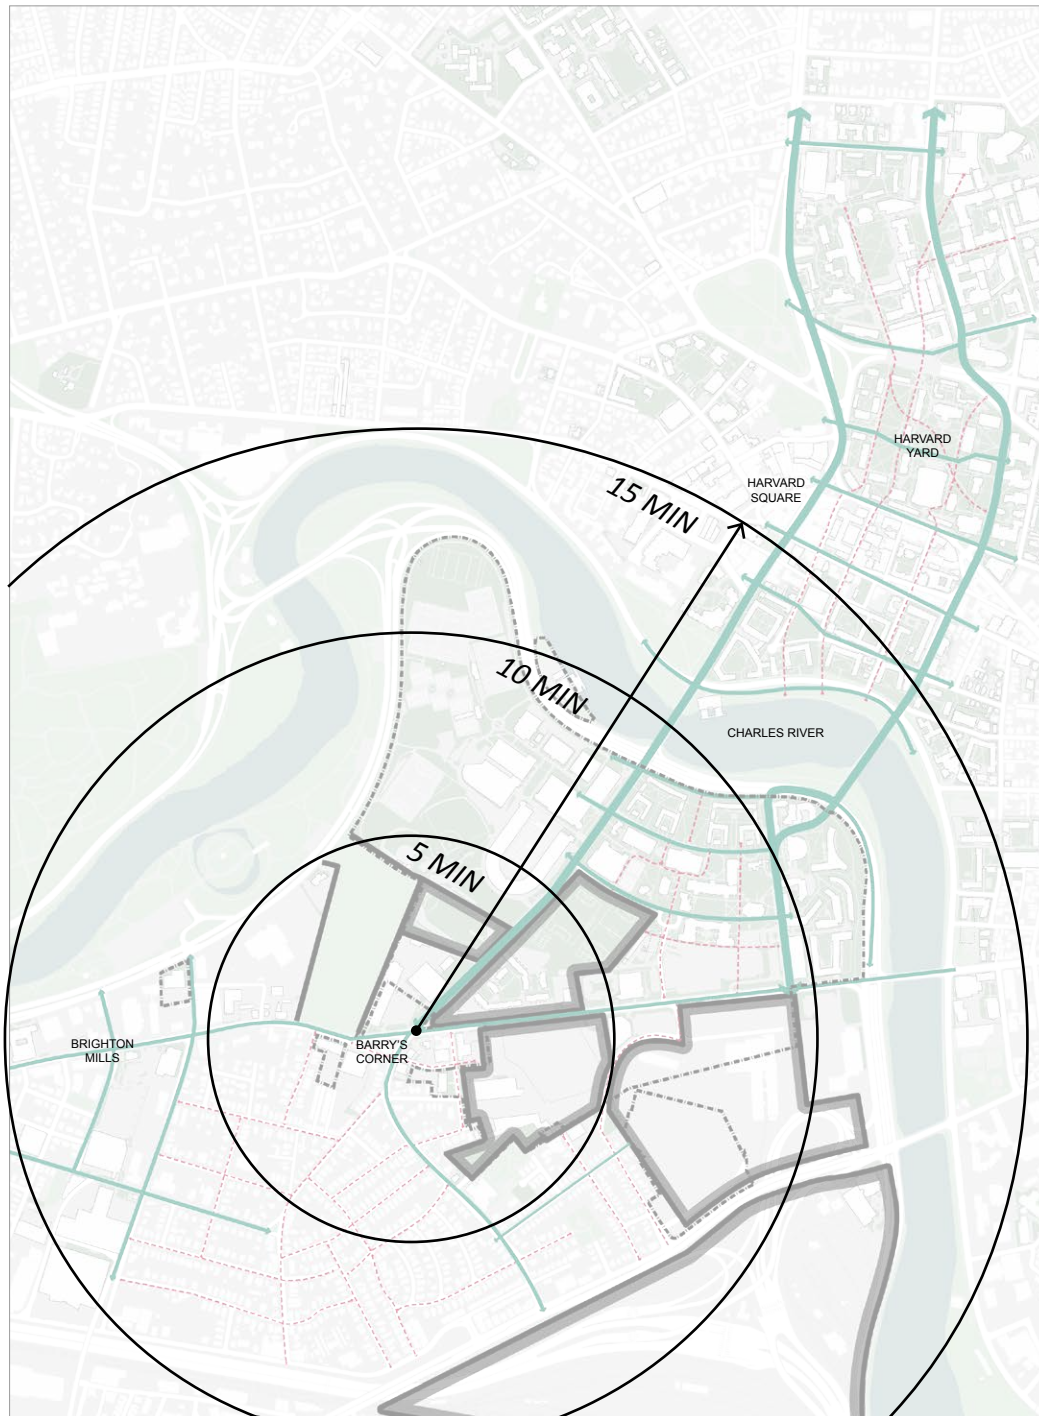 15 MIN
HARVARD
YARD
HARVARD
SQUARE
10 MIN
CHARLES RIVER
5 MIN
BRIGHTON
MILLS
BARRY'S
CORNER